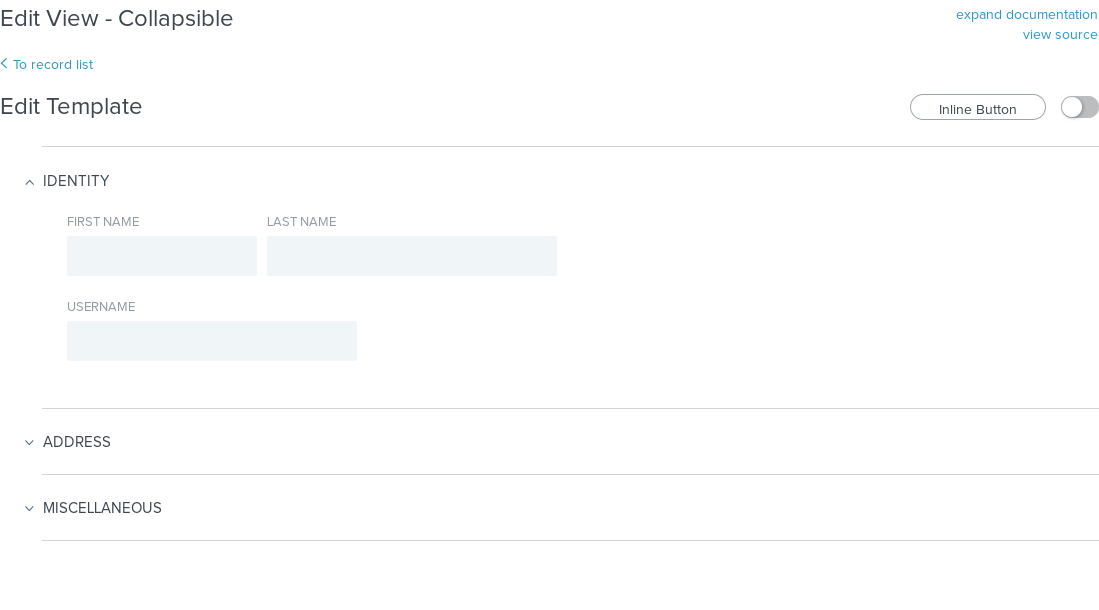 Edit View - Collapsible
expand documentation
view source
To record list
Edit Template
Inline Button
IDENTITY
FIRST NAME LAST NAME
USERNAME
ADDRESS
MISCELLANEOUS